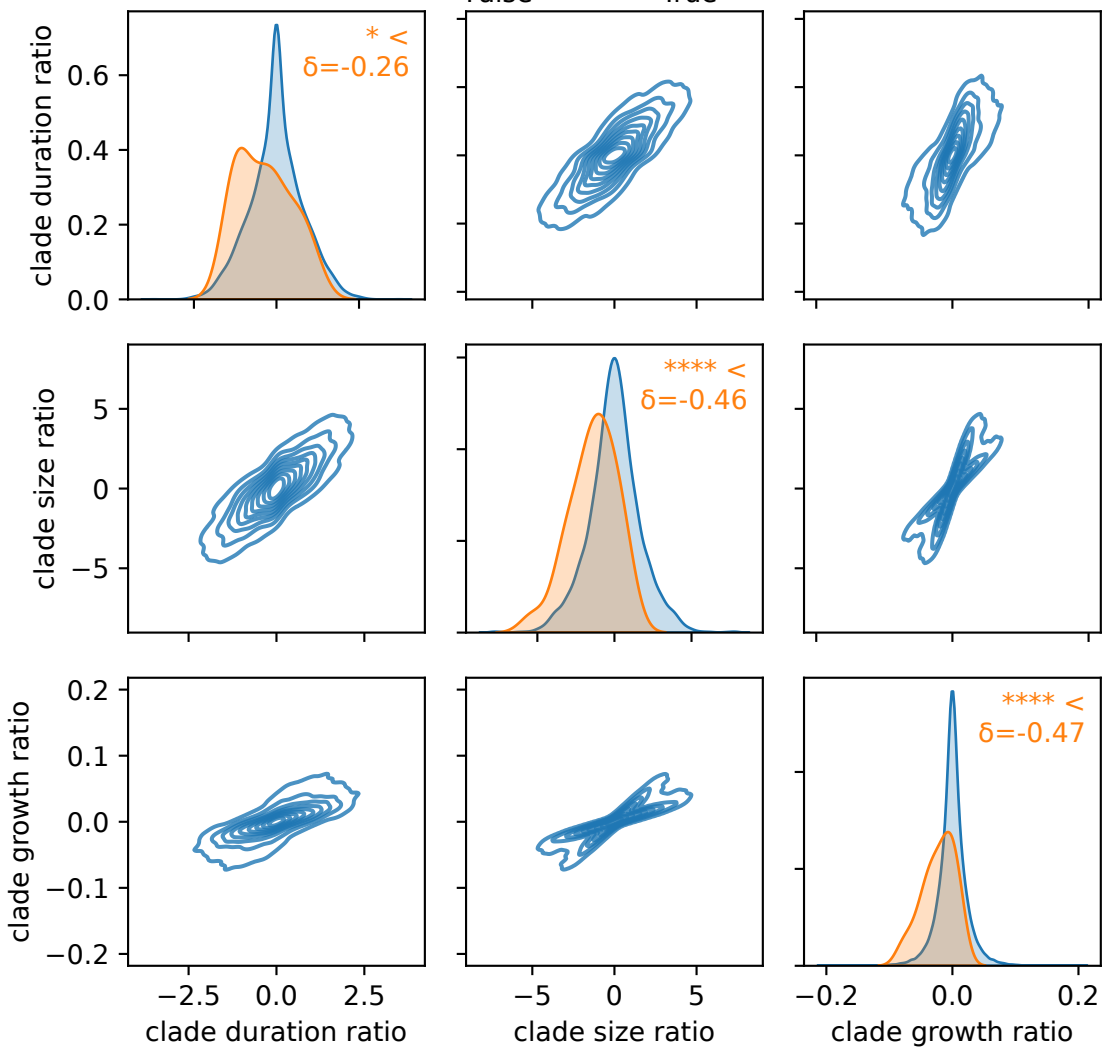 clade duration ratio
0.6
0.4
0.2
0.0
* <
δ=-0.26
clade size ratio
5
0
−5
**** <
δ=-0.46
clade growth ratio
0.2
0.1
0.0
−0.1
−0.2
**** <
δ=-0.47
−2.5 0.0 2.5
−5 0 5
−0.2 0.0 0.2
clade duration ratio
clade size ratio
clade growth ratio